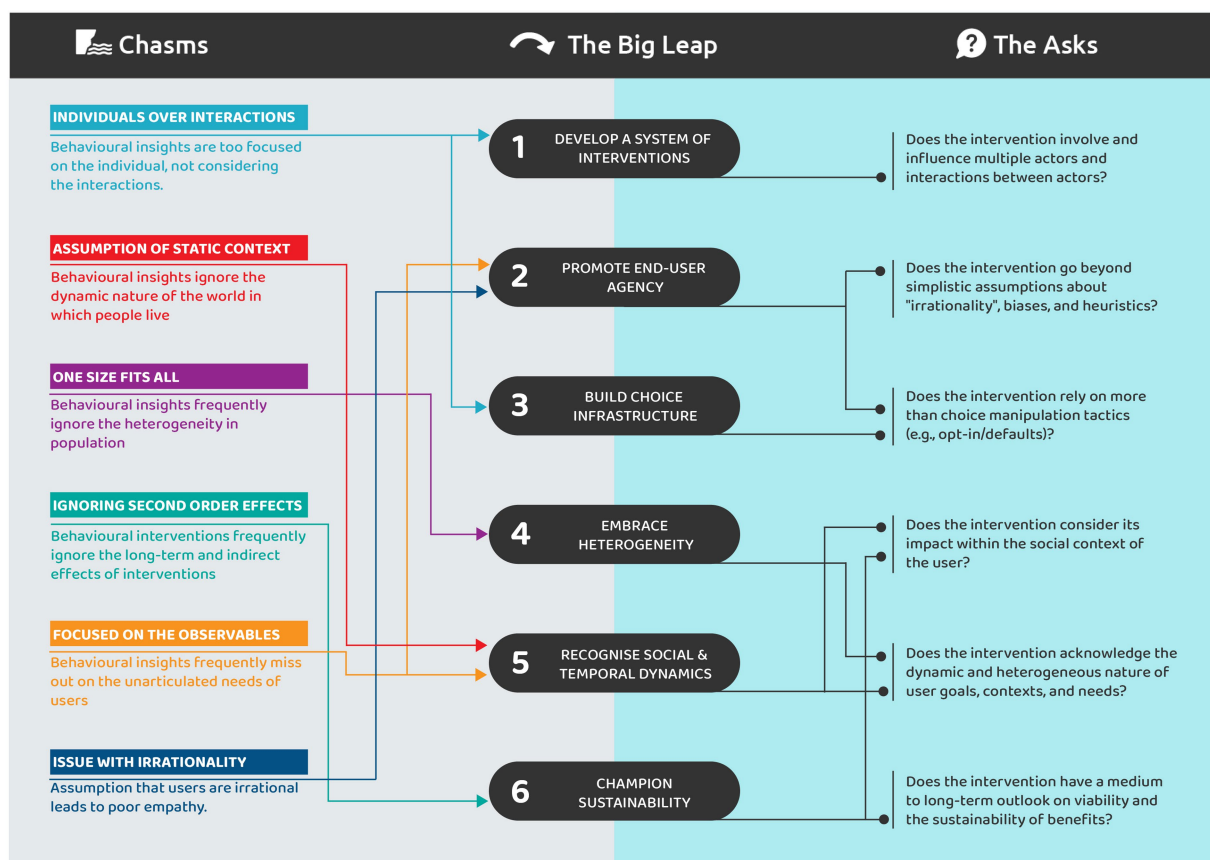 Chasms
The Big Leap
The Asks
INDIVIDUALS OVER INTERACTIONS
Behavioural insights are too focused
on the individual, not considering
the interactions.
ASSUMPTION OF STATIC CONTEXT
Behavioural insights ignore the
dynamic nature of the world in
which people live
ONE SIZE FITS ALL
Behavioural insights frequently
ignore the heterogeneity in
population
IGNORING SECOND ORDER EFFECTS
Behavioural interventions frequently
ignore the long-term and indirect
effects of interventions
FOCUSED ON THE OBSERVABLES
Behavioural insights frequently miss
out on the unarticulated needs of
users
ISSUE WITH IRRATIONALITY
Assumption that users are irrational
leads to poor empathy.
1
DEVELOP A SYSTEM OF
INTERVENTIONS
2
PROMOTE END-USER
AGENCY
3
BUILD CHOICE
INFRASTRUCTURE
4
EMBRACE
HETEROGENEITY
5
RECOGNISE SOCIAL &
TEMPORAL DYNAMICS
6
CHAMPION
SUSTAINABILITY
Does the intervention involve and
influence multiple actors and
interactions between actors?
Does the intervention go beyond
simplistic assumptions about
"irrationality", biases, and heuristics?
Does the intervention rely on more
than choice manipulation tactics
(e.g., opt-in/defaults)?
Does the intervention consider its
impact within the social context of
the user?
Does the intervention acknowledge the
dynamic and heterogeneous nature of
user goals, contexts, and needs?
Does the intervention have a medium
to long-term outlook on viability and
the sustainability of benefits?